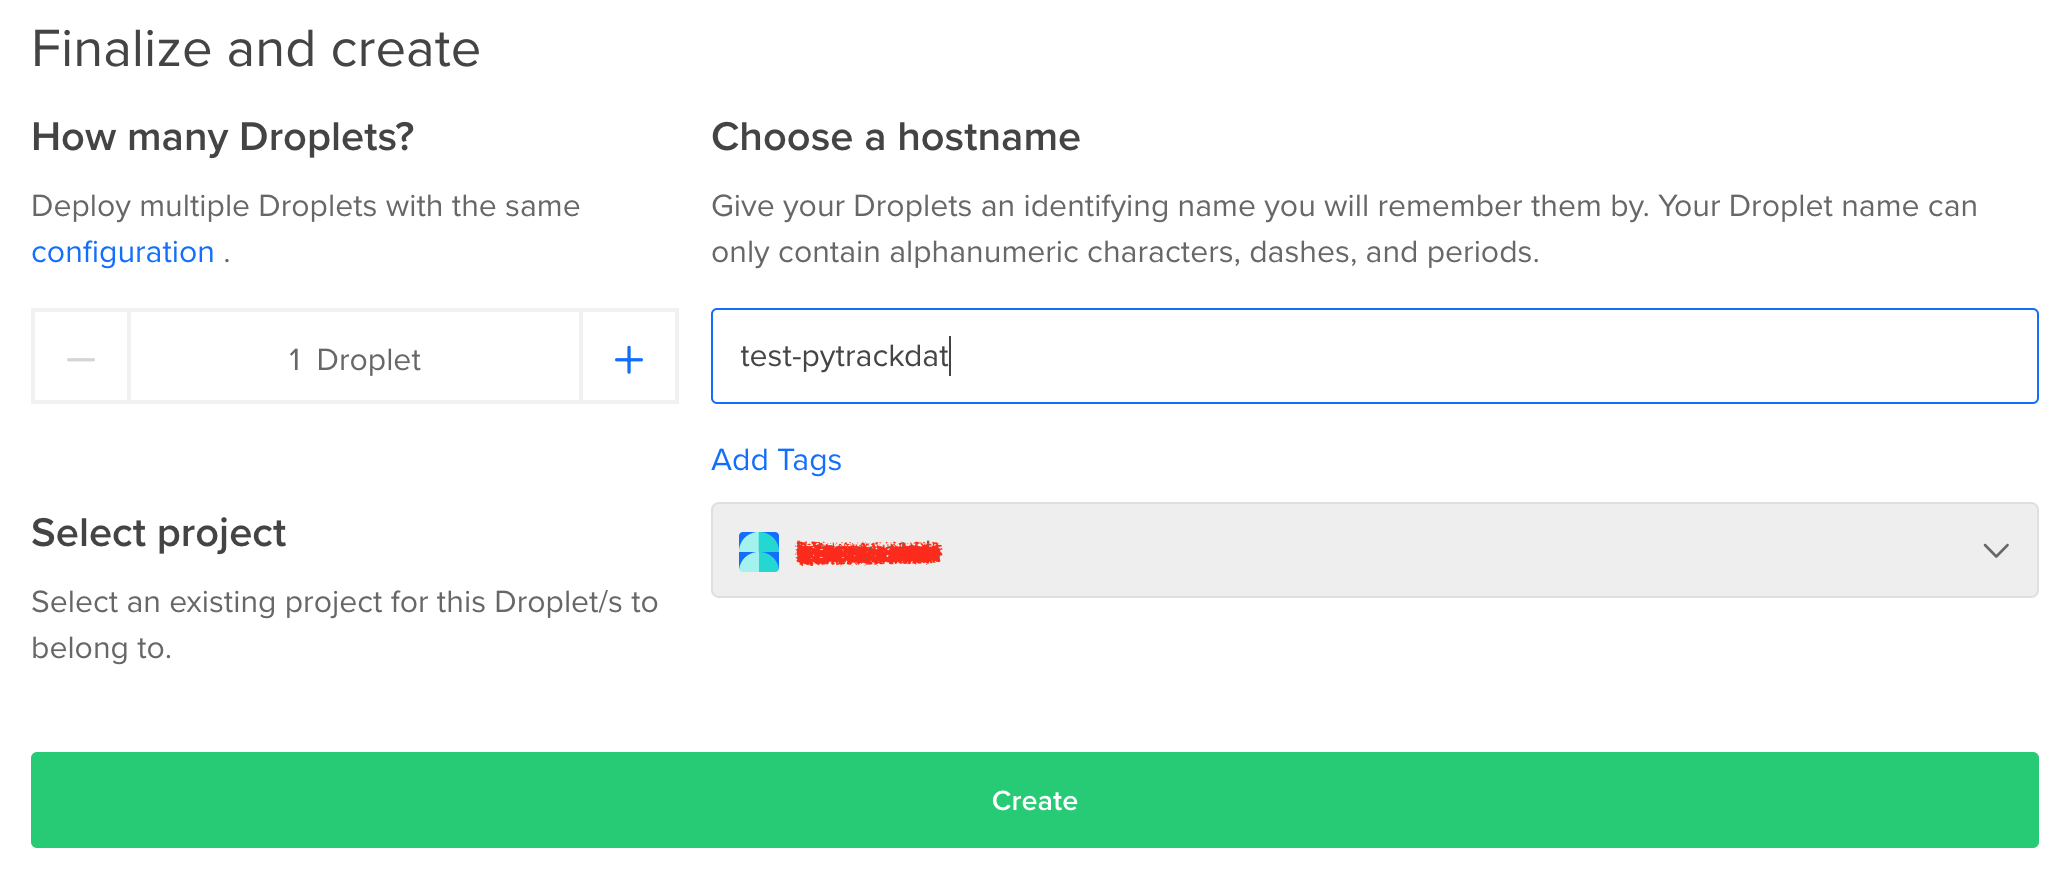 Finalize and create
How many Droplets?
Deploy multiple Droplets with the same
configuration .
1 Droplet
Choose a hostname
Give your Droplets an identifying name you will remember them by. Your Droplet name can
only contain alphanumeric characters, dashes, and periods.
test-pytrackdat
Add Tags
Select project
Select an existing project for this Droplet/s to
belong to.
Create